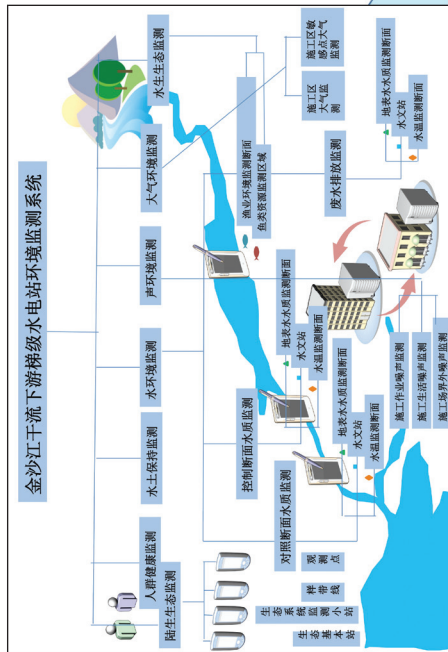 金沙江干流下游梯级水电站环境监测系统
人群健康监测
水土保持监测
水环境监测
声环境监测
大气环境监测
水生生态监测
陆生生态监测
生态基本站
生态系统监测小站
样带线
观测点
对照断面水质监测
地表水水质监测断面
水文站
水温监测断面
控制断面水质监测
地表水水质监测断面
水文站
水温监测断面
施工作业噪声监测
施工生活噪声监测
施工场界外噪声监测
渔业环境监测断面
鱼类资源监测区域
废水排放监测
地表水水质监测断面
水文站
水温监测断面
施工区
大气监
测
施工区敏
感点大气
监测